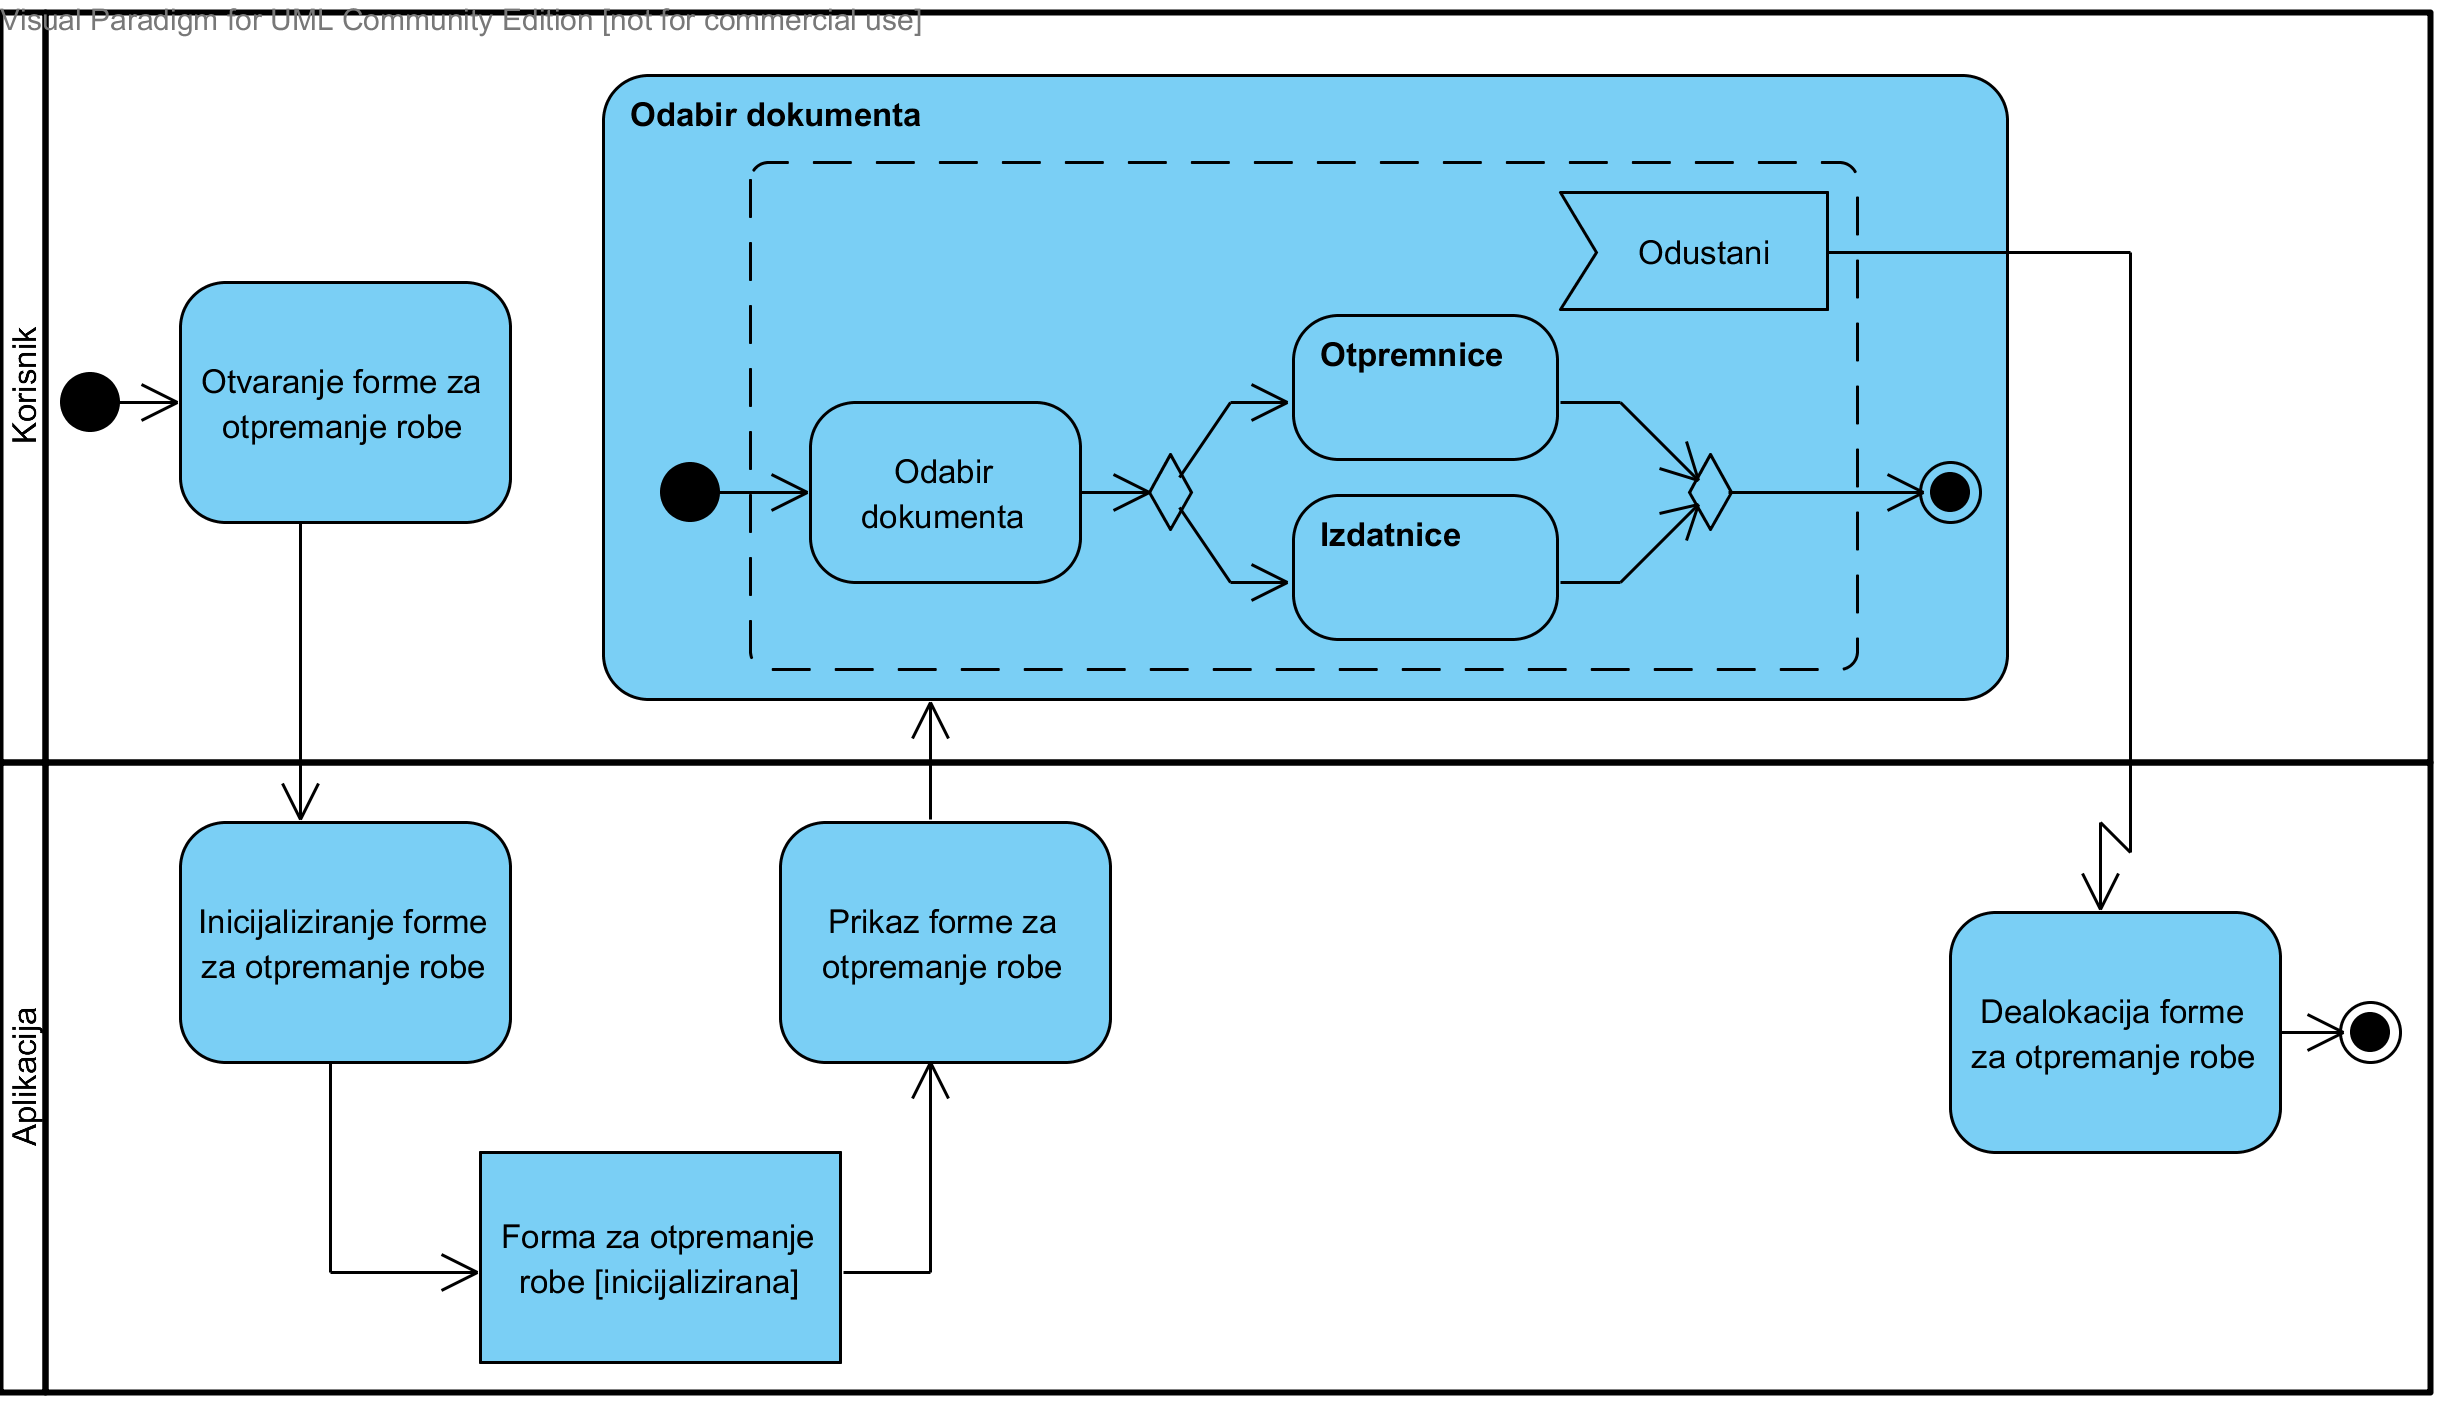 Visual Paradigm for UML Community Edition [not for commercial use]
Korisnik
Otvaranje forme za
otpremanje robe
Odabir dokumenta
Odabir
dokumenta
Otpremnice
Izdatnice
Odustani
Aplikacija
Inicijaliziranje forme
za otpremanje robe
Forma za otpremanje
robe [inicijalizirana]
Prikaz forme za
otpremanje robe
Dealokacija forme
za otpremanje robe